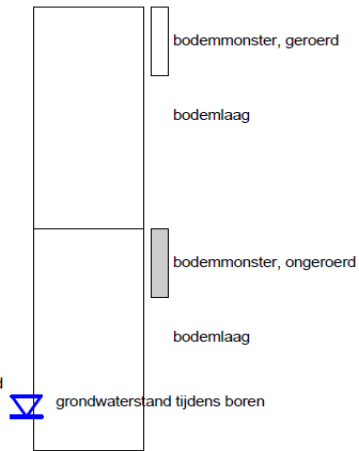 bodemmonster, geroerd
bodemlaag
bodemmonster, ongeroerd
bodemlaag
grondwaterstand tijdens boren